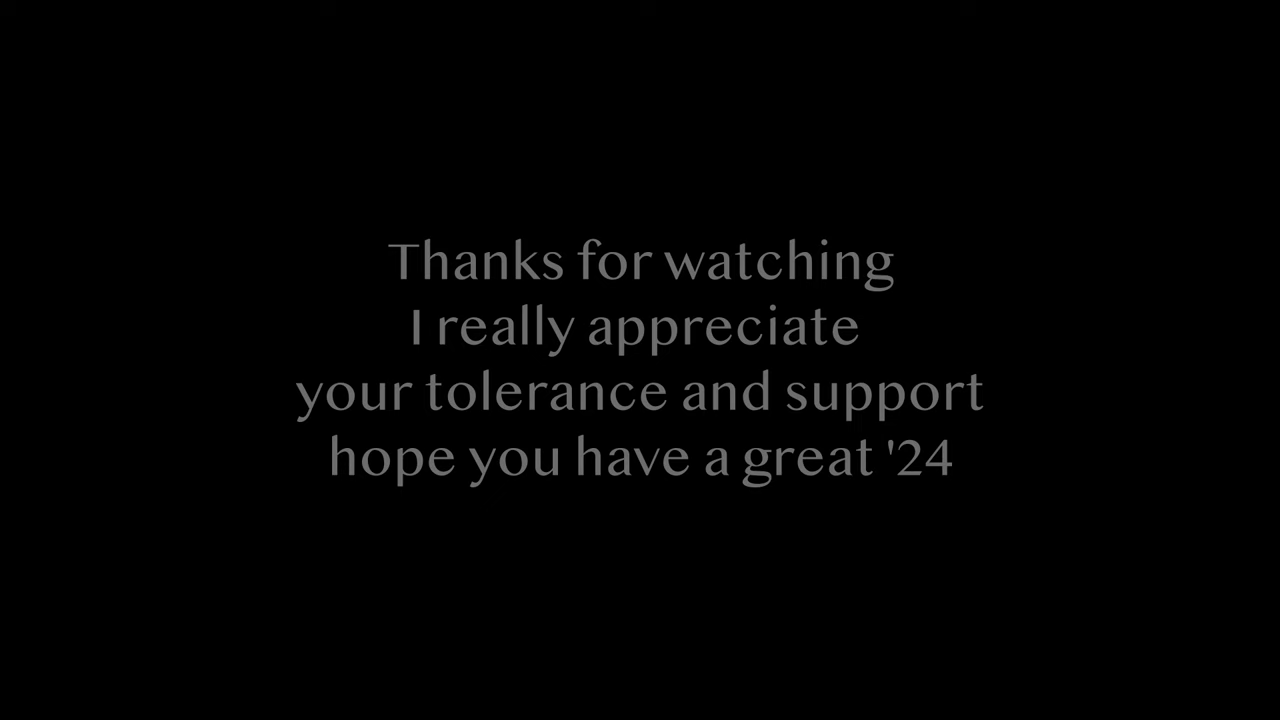 Thanks for watching
I really appreciate
your tolerance and support
hope you have a great '24